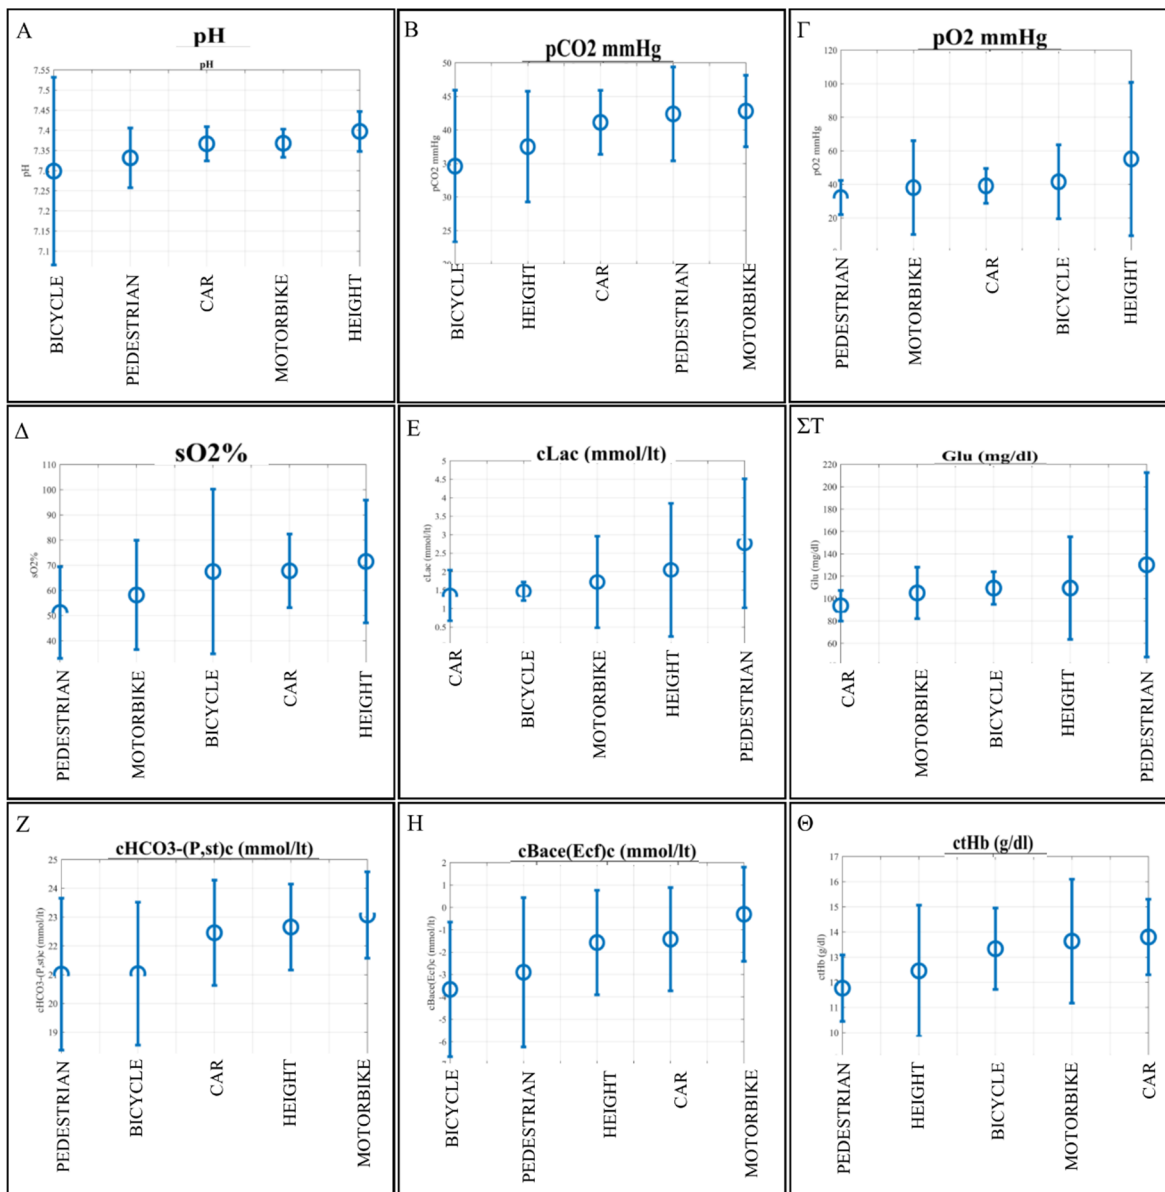 A
pH
pH
7.55
7.5
7.45
7.4
7.35
7.3
7.25
7.2
7.15
7.1
pH
BICYCLE
PEDESTRIAN
CAR
MOTORBIKE
HEIGHT
B
pCO2 mmHg
50
45
40
35
30
25
20
pCO2 mmHg
BICYCLE
HEIGHT
CAR
PEDESTRIAN
MOTORBIKE
Γ
pO2 mmHg
120
100
80
60
40
20
pO2 mmHg
PEDESTRIAN
MOTORBIKE
CAR
BICYCLE
HEIGHT
Δ
sO2%
110
100
90
80
70
60
50
40
sO2%
PEDESTRIAN
MOTORBIKE
BICYCLE
CAR
HEIGHT
E
cLac (mmol/lt)
5
4.5
4
3.5
3
2.5
2
1.5
1
0.5
cLac (mmol/lt)
CAR
BICYCLE
MOTORBIKE
HEIGHT
PEDESTRIAN
ΣΤ
Glu (mg/dl)
220
200
180
160
140
120
100
80
60
Glu (mg/dl)
CAR
MOTORBIKE
BICYCLE
HEIGHT
PEDESTRIAN
Z
cHCO3-(P,st)c (mmol/lt)
25
24
23
22
21
20
19
cHCO3-(P,st)c (mmol/lt)
PEDESTRIAN
BICYCLE
CAR
HEIGHT
MOTORBIKE
H
cBace(Ecf)c (mmol/lt)
2
1
0
-1
-2
-3
-4
-5
-6
cBace(Ecf)c (mmol/lt)
BICYCLE
PEDESTRIAN
HEIGHT
CAR
MOTORBIKE
Θ
ctHb (g/dl)
17
16
15
14
13
12
11
10
ctHb (g/dl)
PEDESTRIAN
HEIGHT
BICYCLE
MOTORBIKE
CAR